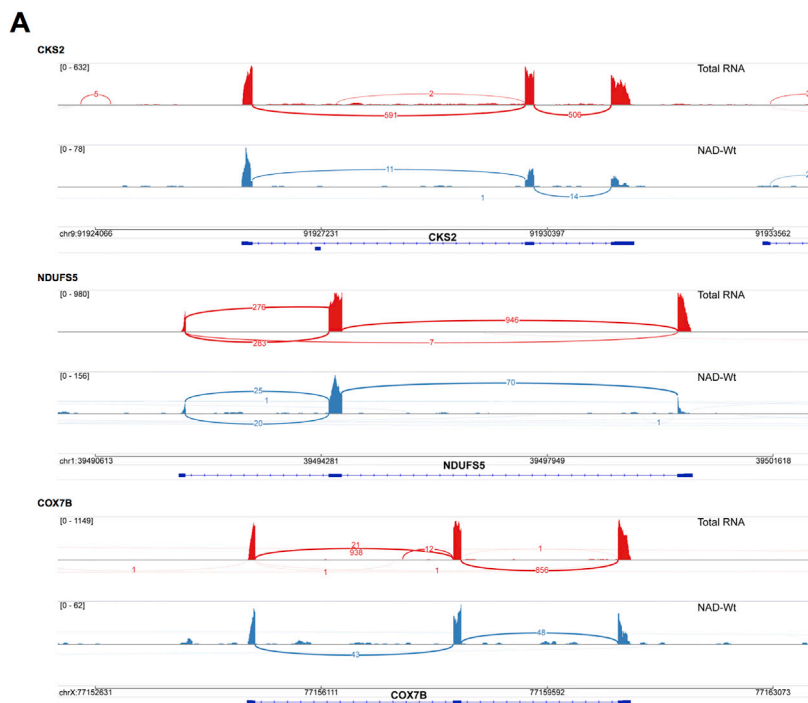 A
CKS2
[0 - 632]
Total RNA
5
2
591
506
[0 - 78]
NAD-Wt
11
1
14
2
chr9:91924066
91927231
91930397
91933562
CKS2
NDUFS5
[0 - 980]
Total RNA
276
946
283
7
[0 - 156]
NAD-Wt
25
70
1
20
1
chr1:39490613
39494281
39497949
39501618
NDUFS5
COX7B
[0 - 1149]
Total RNA
21
938
12
1
1
1
1
856
[0 - 62]
NAD-Wt
48
43
chrX:77152631
77156111
77159592
77163073
COX7B